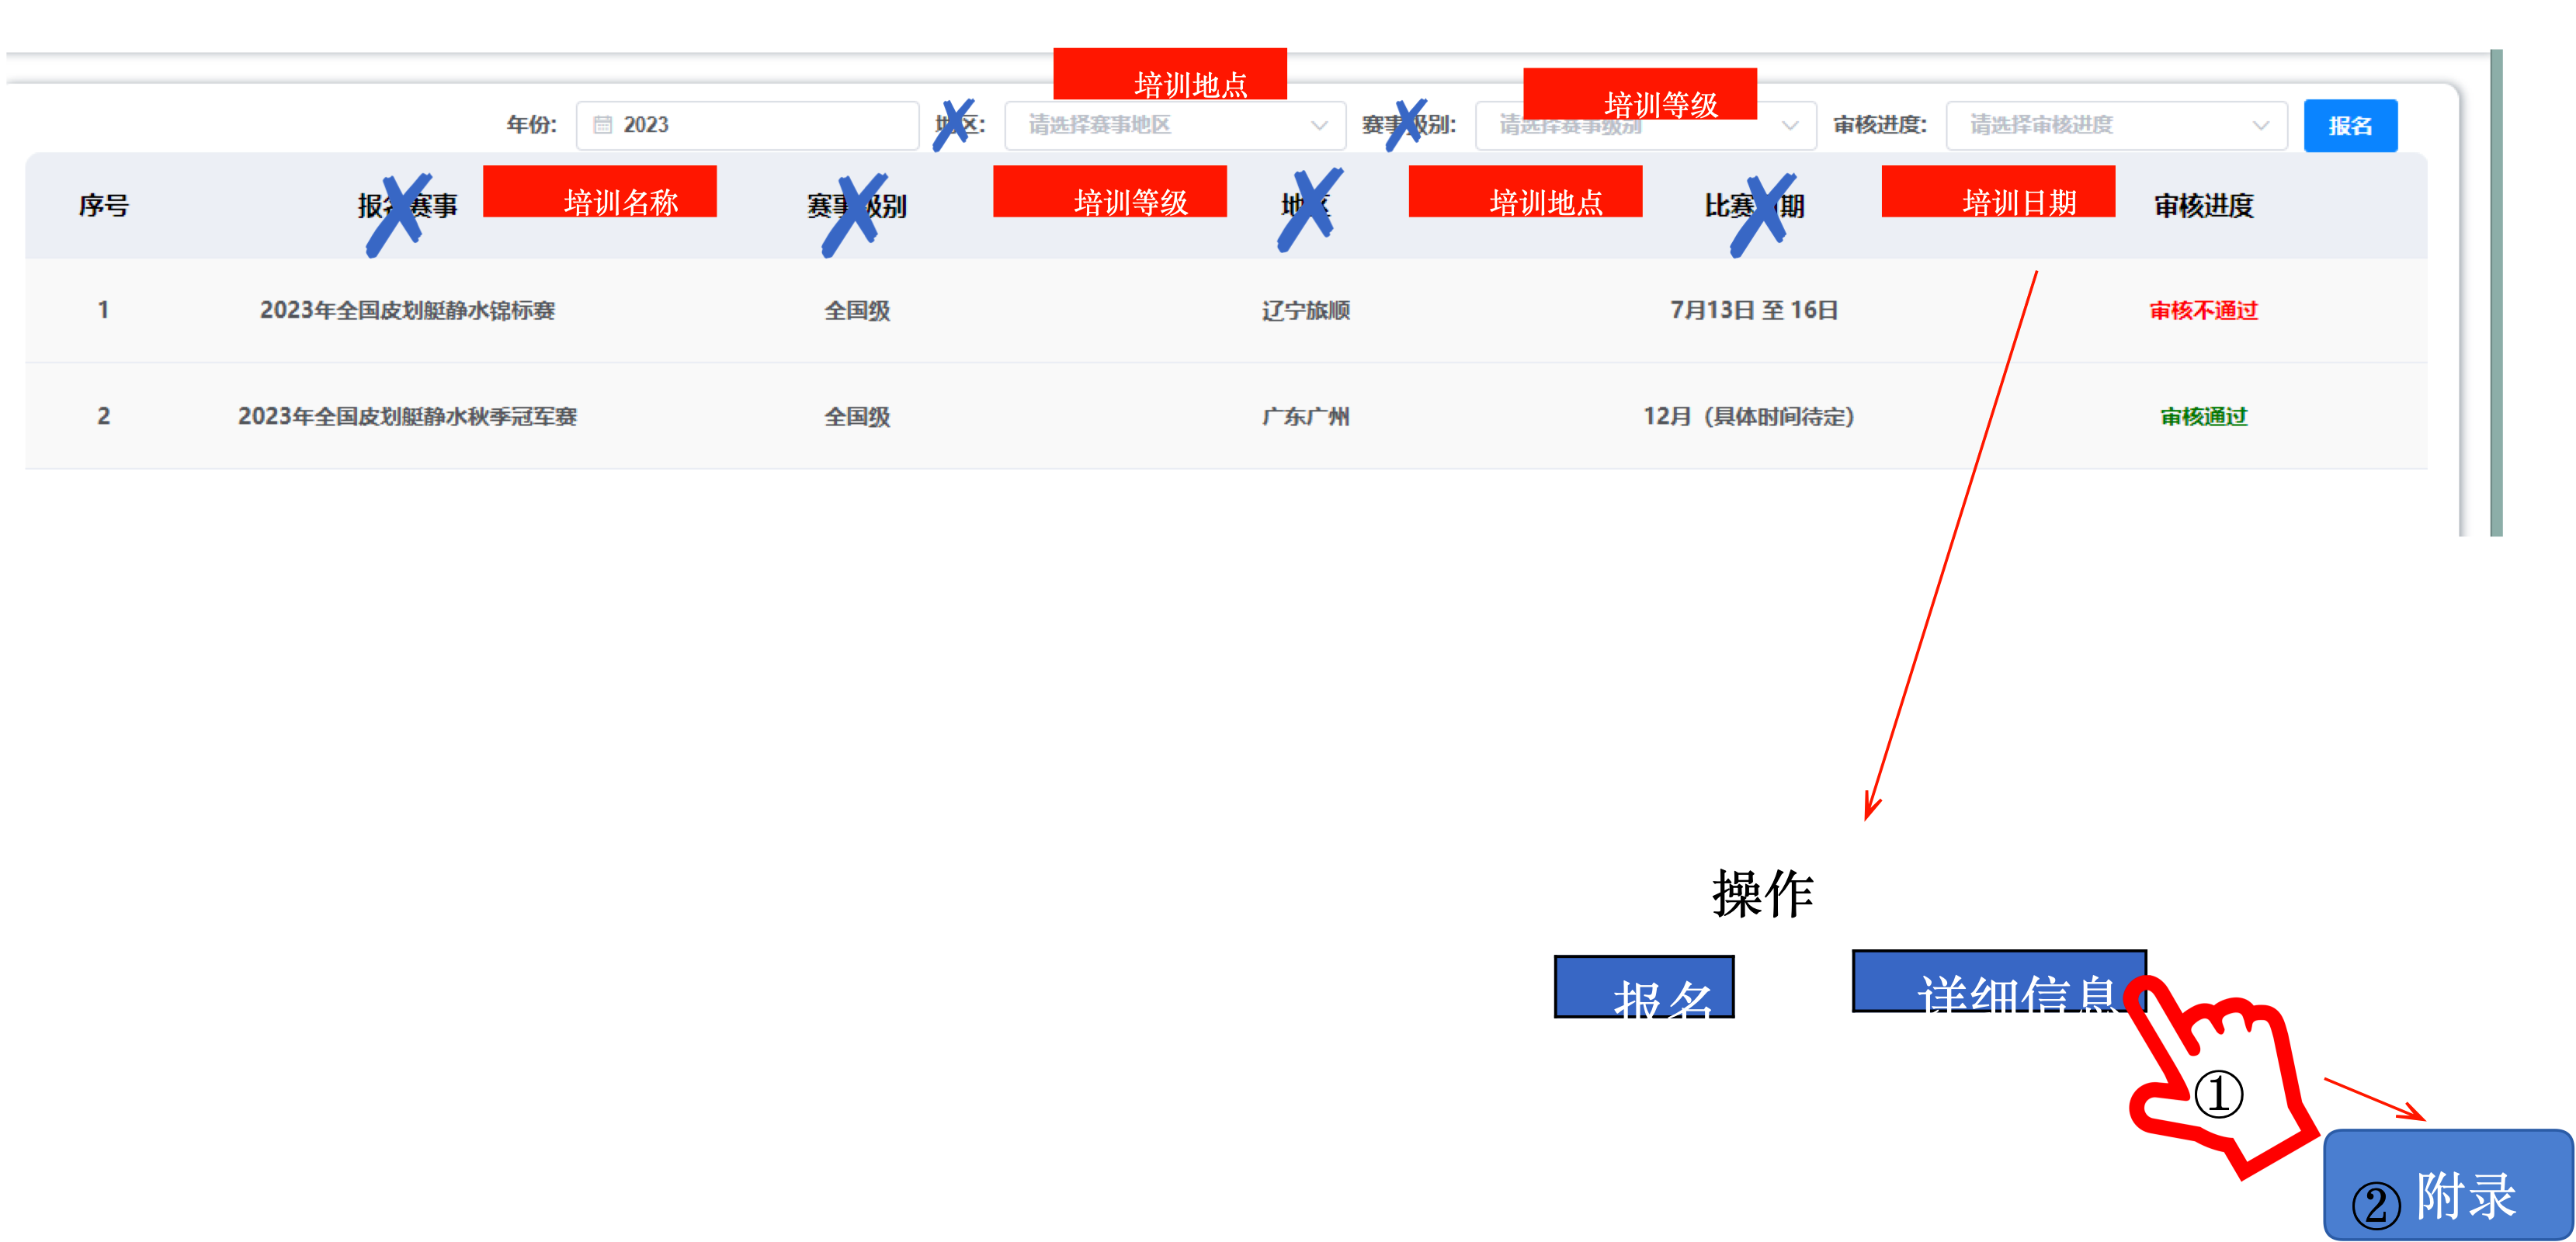 培训地点
培训等级
年份: 2023 地区: 请选择赛事地区 赛事级别: 请选择赛事级别 审核进度: 请选择审核进度 报名
序号 报名赛事 培训名称 赛事级别 培训等级 地区 培训地点 比赛日期 培训日期 审核进度
1 2023年全国皮划艇静水锦标赛 全国级 辽宁旅顺 7月13日 至 16日 审核不通过
2 2023年全国皮划艇静水秋季冠军赛 全国级 广东广州 12月（具体时间待定） 审核通过
操作
报名 详细信息
①
② 附录